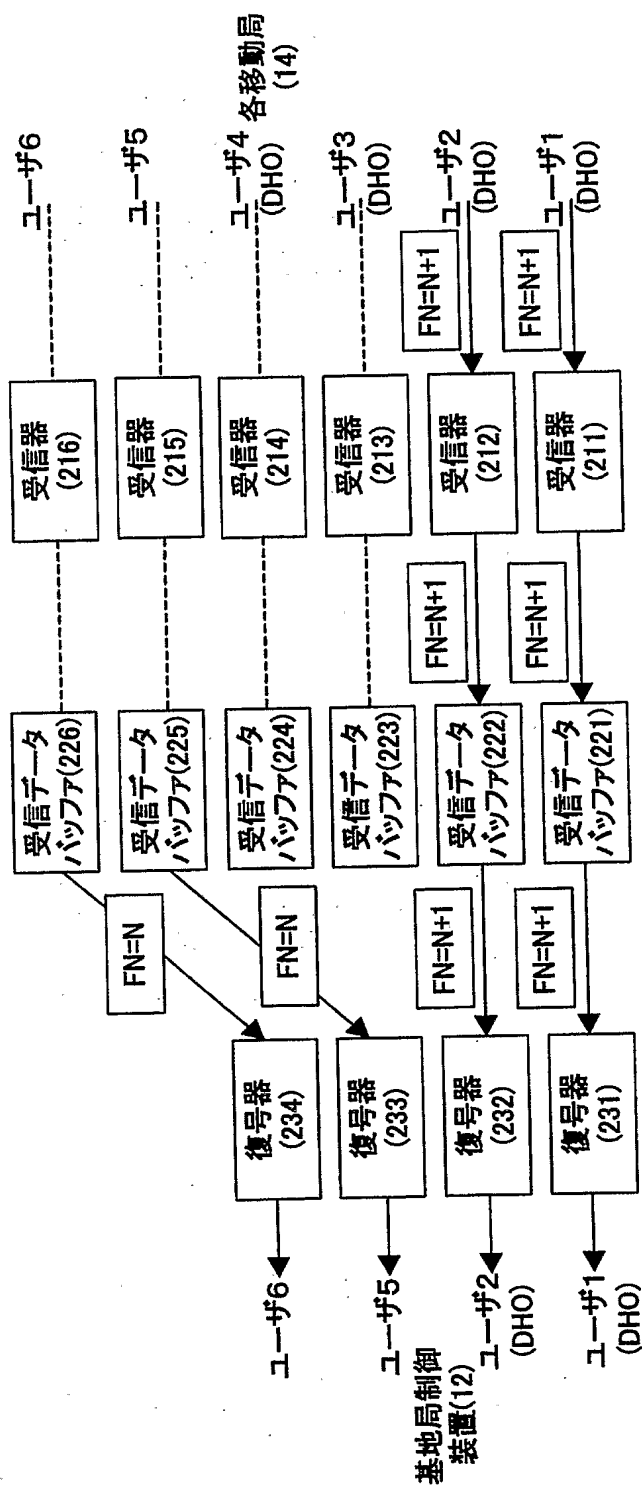 ユーザ6
ユーザ5
ユーザ4
(DHO)
各移動局
(14)
ユーザ3
(DHO)
ユーザ2
(DHO)
ユーザ1
(DHO)
FN=N+1
FN=N+1
受信器
(216)
受信器
(215)
受信器
(214)
受信器
(213)
受信器
(212)
受信器
(211)
FN=N+1
FN=N+1
受信データ
バッファ(226)
受信データ
バッファ(225)
受信データ
バッファ(224)
受信データ
バッファ(223)
受信データ
バッファ(222)
受信データ
バッファ(221)
FN=N
FN=N
FN=N+1
FN=N+1
復号器
(234)
復号器
(233)
復号器
(232)
復号器
(231)
ユーザ6
ユーザ5
基地局制御
装置(12)
ユーザ2
(DHO)
ユーザ1
(DHO)